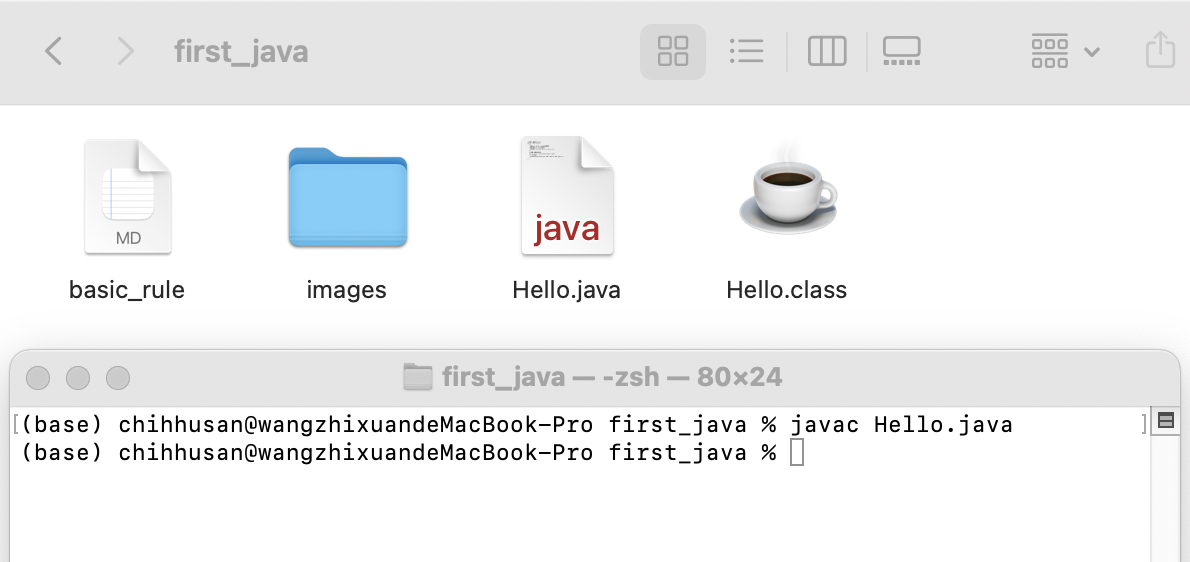 first_java
MD
java
basic_rule
images
Hello.java
Hello.class
first_java — -zsh — 80×24
[(base) chihhusan@wangzhixuandeMacBook-Pro first_java % javac Hello.java ]
(base) chihhusan@wangzhixuandeMacBook-Pro first_java %